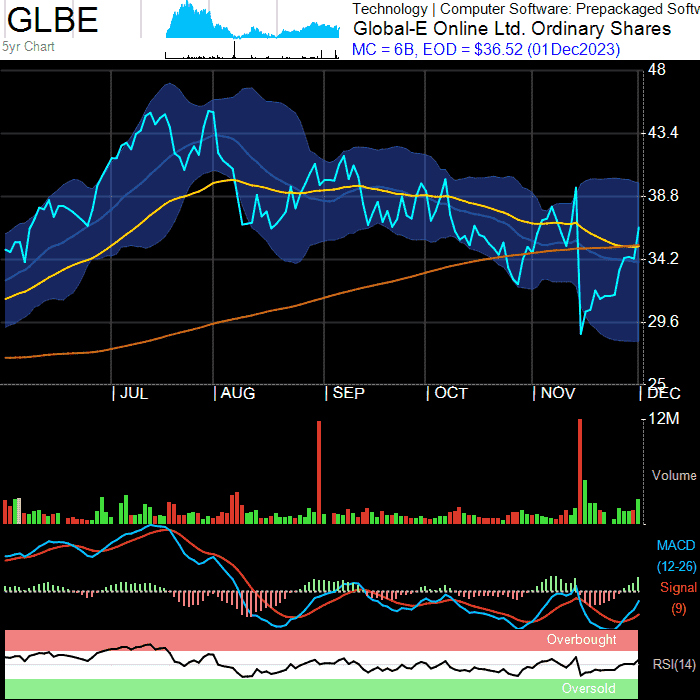 GLBE
5yr Chart
Technology | Computer Software: Prepackaged Softw
Global-E Online Ltd. Ordinary Shares
MC = 6B, EOD = $36.52 (01Dec2023)
48
43.4
38.8
34.2
29.6
25
JUL
AUG
SEP
OCT
NOV
DEC
12M
Volume
MACD
(12-26)
Signal
(9)
Overbought
RSI(14)
Oversold